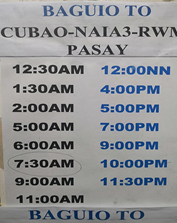 BAGUIO TO
CUBAO-NAIA3-RWM
PASAY
12:30AM 12:00NN
1:30AM 4:00PM
2:00AM 5:00PM
5:00AM 7:00PM
6:00AM 9:00PM
7:30AM 10:00PM
9:00AM 11:30PM
11:00AM
BAGUIO TO